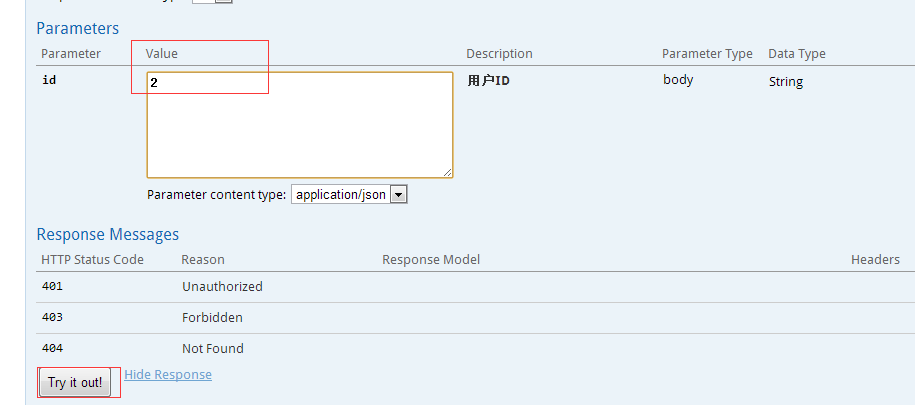 Parameters
Parameter Value Description Parameter Type Data Type
id 2 用户ID body String
Parameter content type: application/json
Response Messages
HTTP Status Code Reason Response Model Headers
401 Unauthorized
403 Forbidden
404 Not Found
Try it out! Hide Response